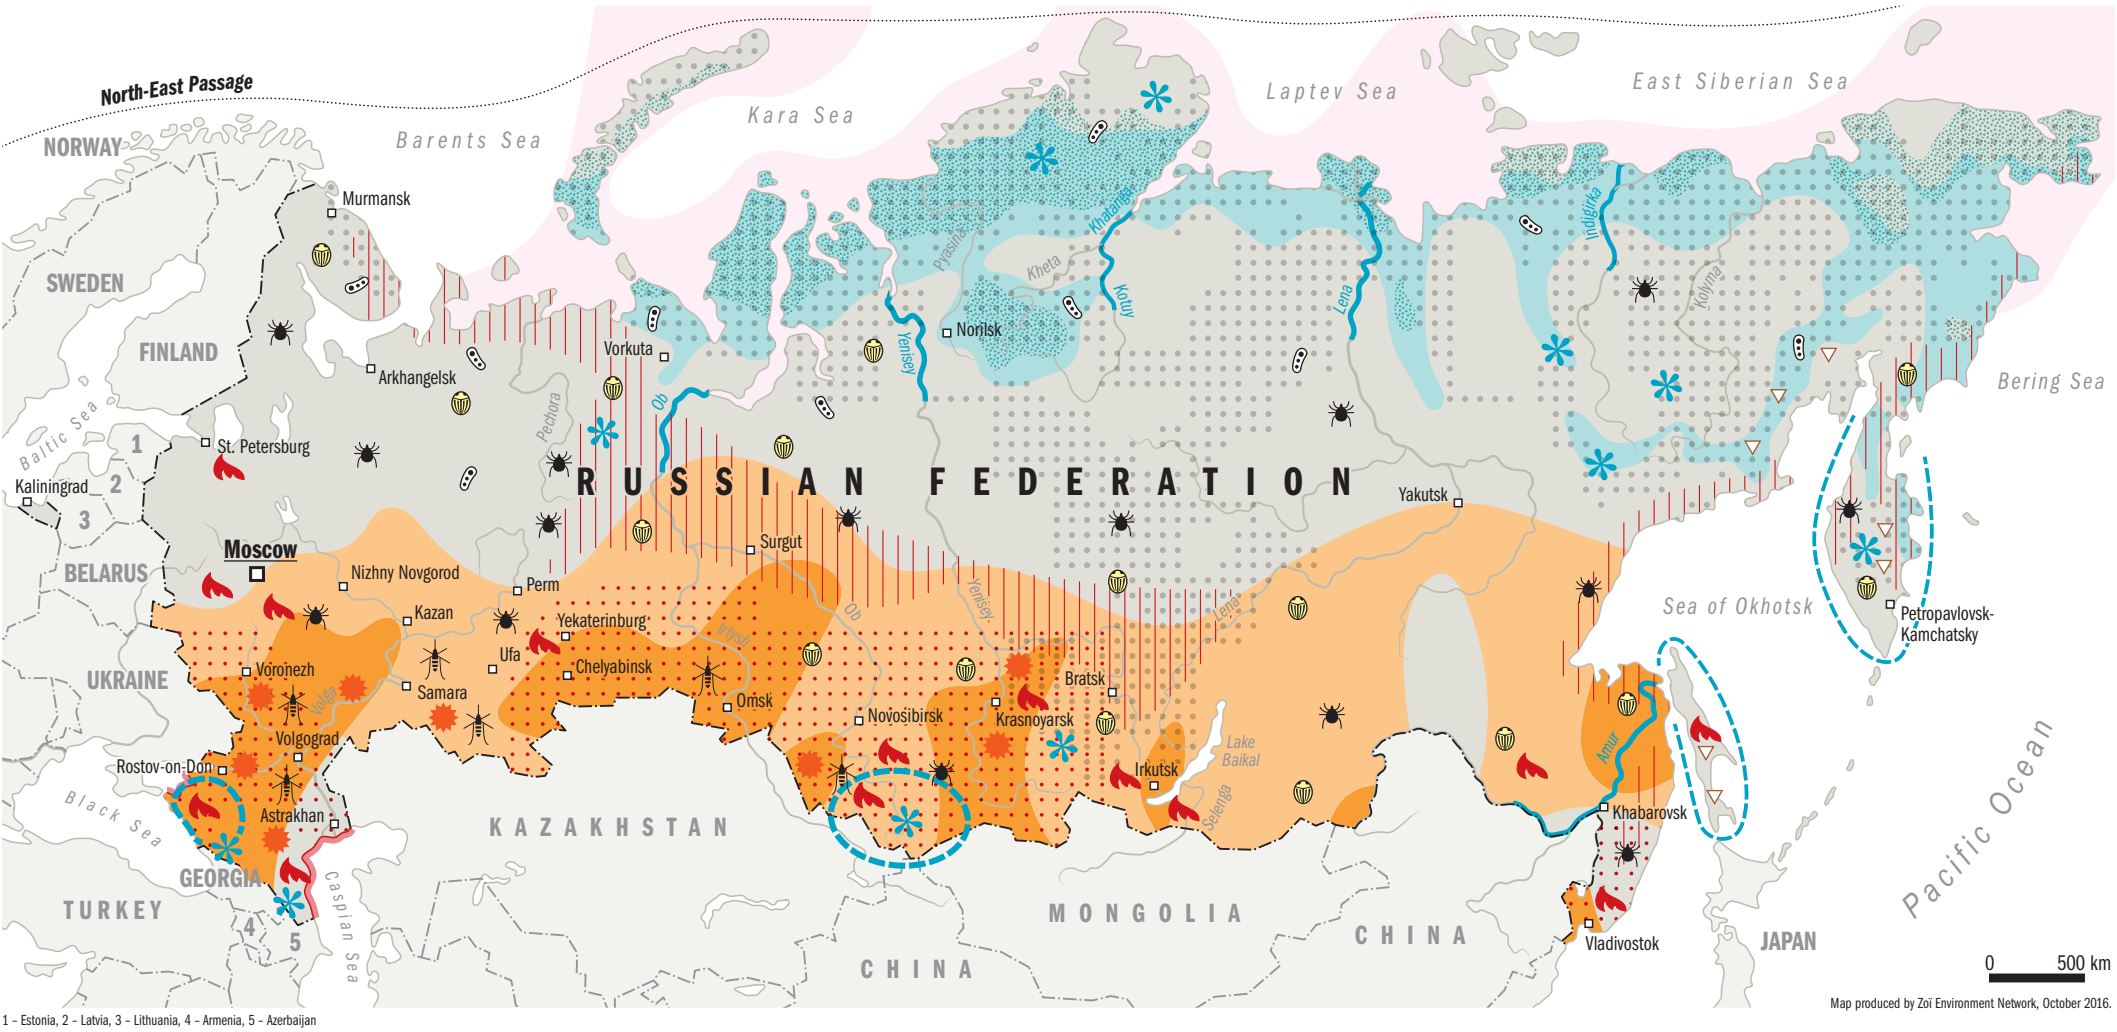 North-East Passage
NORWAY
Barents Sea
Kara Sea
Laptev Sea
East Siberian Sea
Murmansk
SWEDEN
FINLAND
Arkhangelsk
Vorkuta
Norilsk
Pyasina
Kheta
Khatanga
Kotuy
Yenisey
Lena
Indigirka
Kolyma
Bering Sea
Baltic Sea
St. Petersburg
Kaliningrad
1
2
3
Pechora
Ob
RUSSIAN FEDERATION
Yakutsk
Moscow
BELARUS
Nizhny Novgorod
Perm
Surgut
Kazan
Yekaterinburg
Irtysh
Ob
Yenisey
Lena
Sea of Okhotsk
Petropavlovsk-
Kamchatsky
UKRAINE
Voronezh
Ufa
Chelyabinsk
Samara
Volga
Omsk
Novosibirsk
Bratsk
Krasnoyarsk
Volgograd
Rostov-on-Don
Irkutsk
Lake
Baikal
Selenga
Amur
Black Sea
Astrakhan
KAZAKHSTAN
Khabarovsk
GEORGIA
TURKEY
4
5
Caspian Sea
MONGOLIA
CHINA
CHINA
Vladivostok
JAPAN
Pacific Ocean
0 500 km
Map produced by Zoï Environment Network, October 2016.
1 – Estonia, 2 – Latvia, 3 – Lithuania, 4 – Armenia, 5 – Azerbaijan